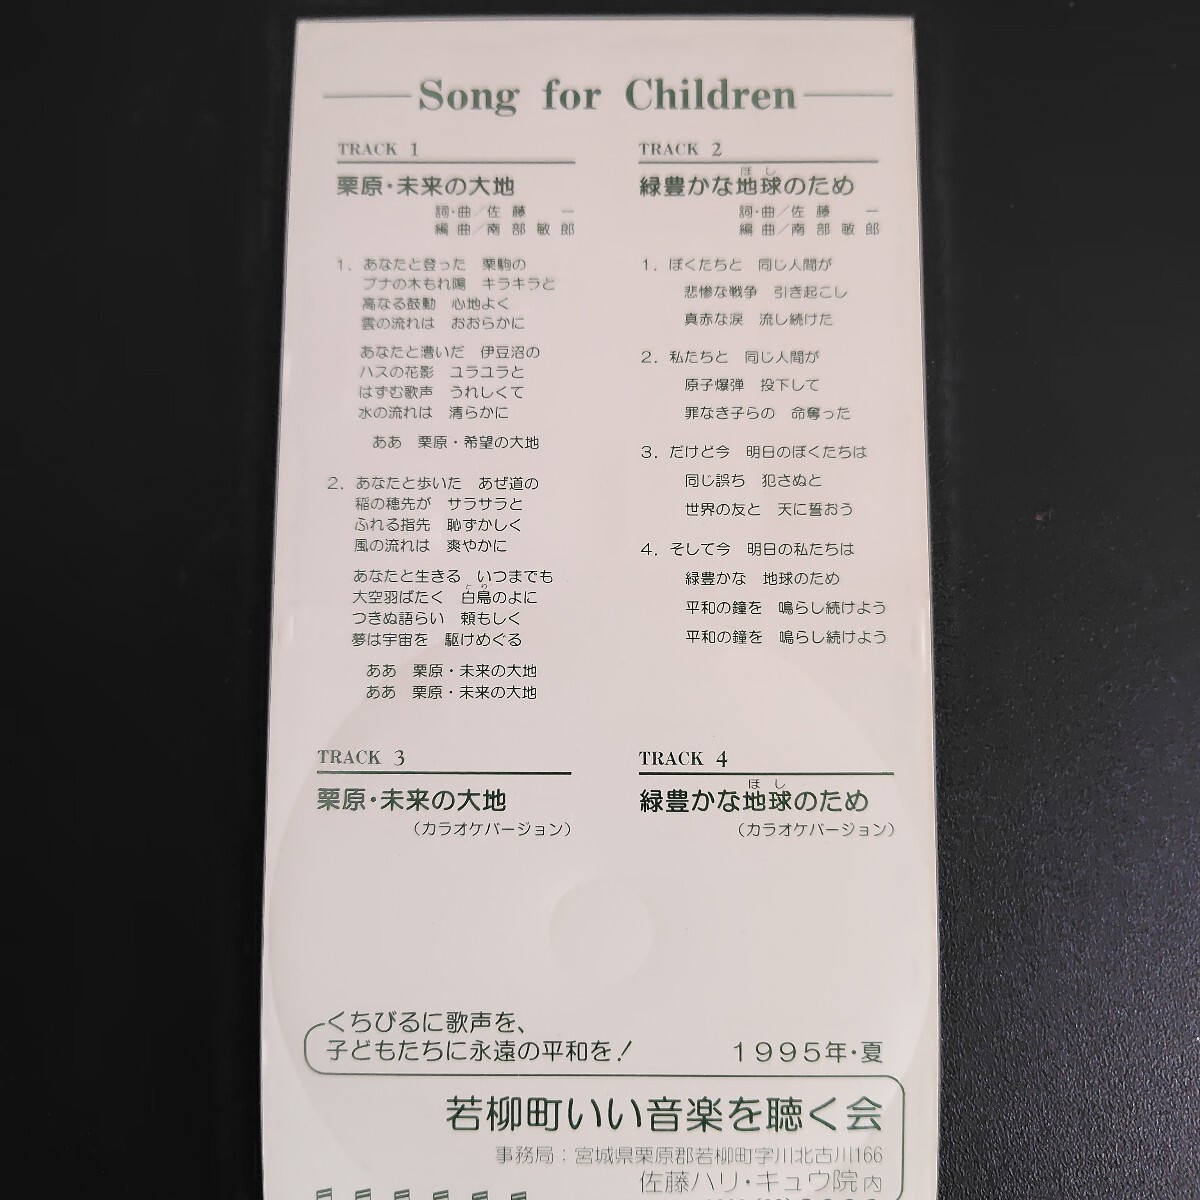 Song for Children
TRACK 1
栗原・未来の大地
詞・曲／佐藤　一
編曲／南部敏郎
1．あなたと登った　栗駒の
ブナの木もれ陽　キラキラと
高なる鼓動　心地よく
雲の流れは　おおらかに
あなたと漕いだ　伊豆沼の
ハスの花影　ユラユラと
はずむ歌声　うれしくて
水の流れは　清らかに
ああ　栗原・希望の大地
2．あなたと歩いた　あぜ道の
稲の穂先が　サラサラと
ふれる指先　恥ずかしく
風の流れは　爽やかに
あなたと生きる　いつまでも
大空羽ばたく　白鳥のよに
つきぬ語らい　頼もしく
夢は宇宙を　駆けめぐる
ああ　栗原・未来の大地
ああ　栗原・未来の大地
TRACK 2
ほし
緑豊かな地球のため
詞・曲／佐藤　一
編曲／南部敏郎
1．ぼくたちと　同じ人間が
悲惨な戦争　引き起こし
真赤な涙　流し続けた
2．私たちと　同じ人間が
原子爆弾　投下して
罪なき子らの　命奪った
3．だけど今　明日のぼくたちは
同じ誤ち　犯さぬと
世界の友と　天に誓おう
4．そして今　明日の私たちは
緑豊かな　地球のため
平和の鐘を　鳴らし続けよう
平和の鐘を　鳴らし続けよう
TRACK 3
栗原・未来の大地
（カラオケバージョン）
TRACK 4
ほし
緑豊かな地球のため
（カラオケバージョン）
くちびるに歌声を、
子どもたちに永遠の平和を！　1995年・夏
若柳町いい音楽を聴く会
事務局：宮城県栗原郡若柳町字川北古川166
佐藤ハリ・キュウ院内